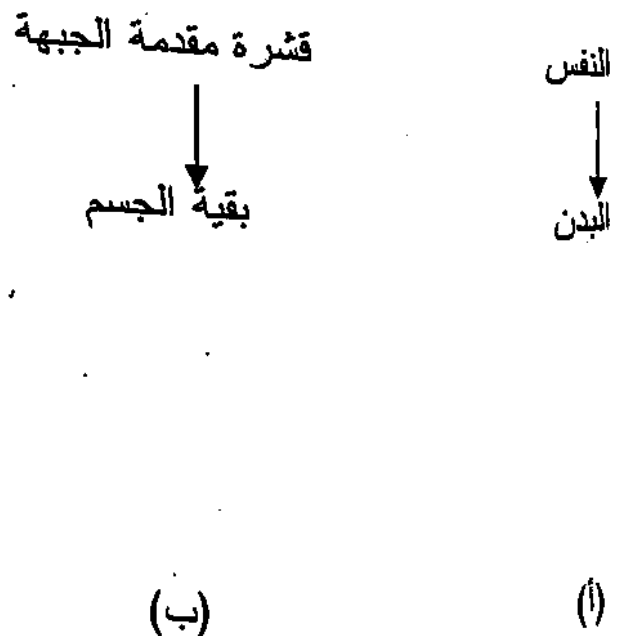 النفس
البدن
(أ)
قشرة مقدمة الجبهة
بقية الجسم
(ب)